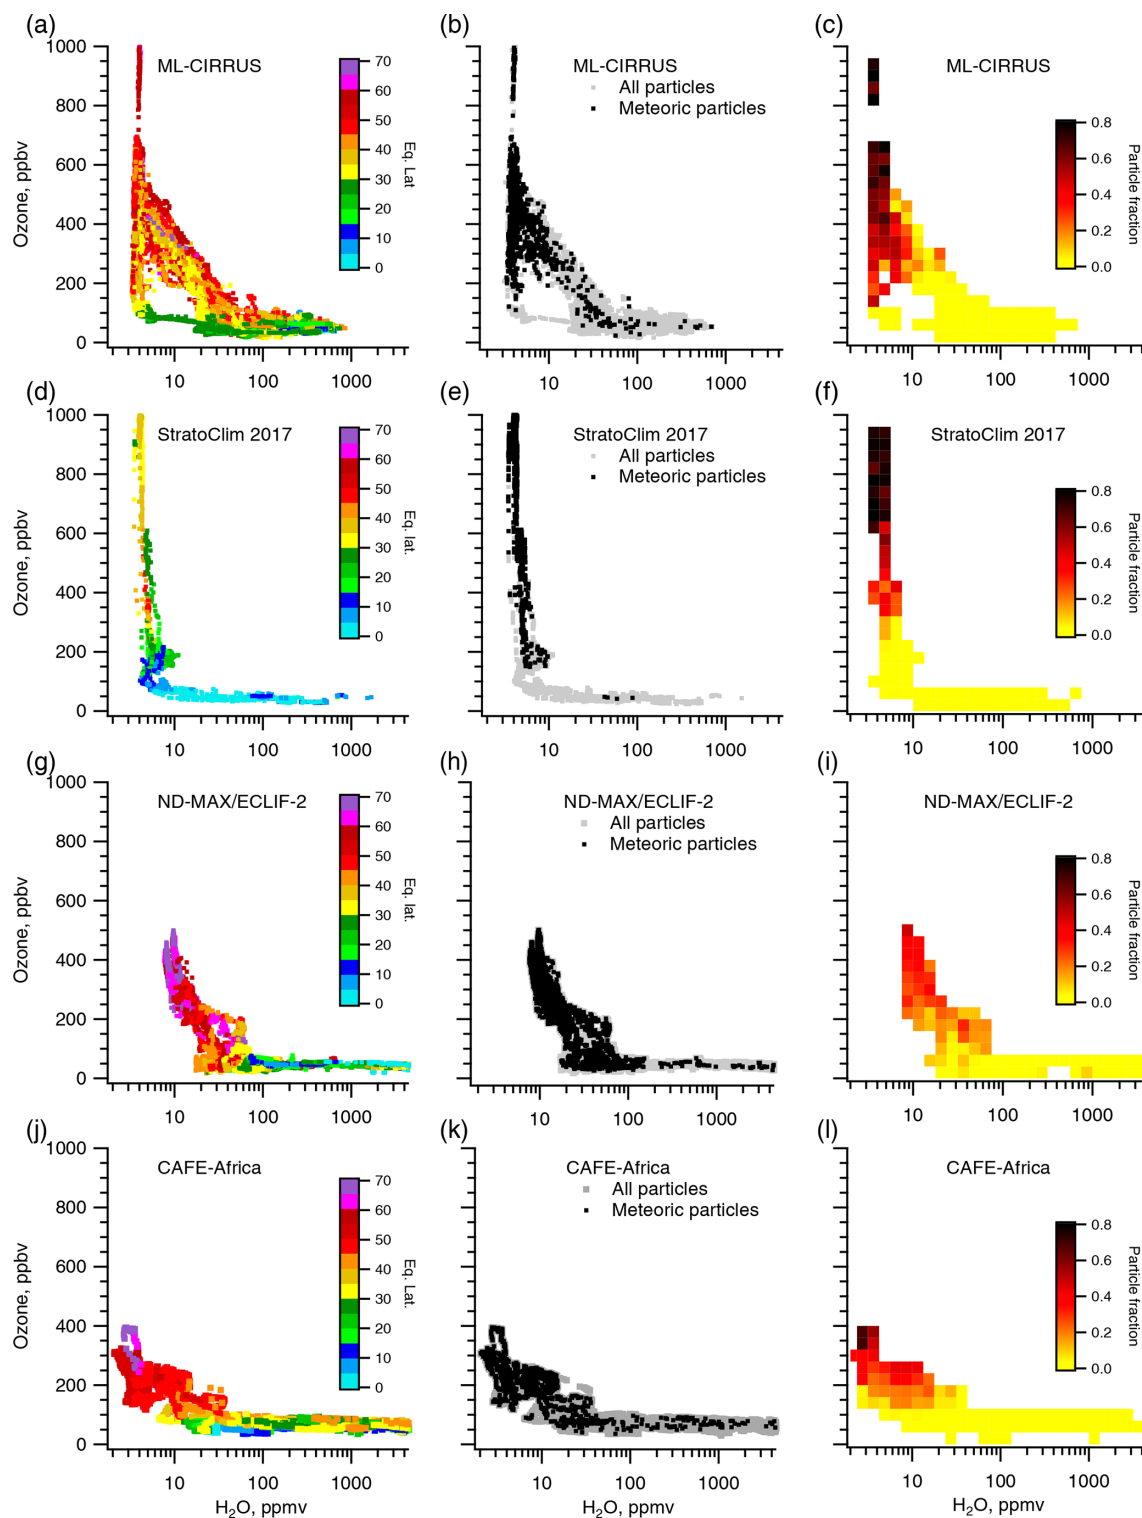 (a)
(b)
(c)
ML-CIRRUS
ML-CIRRUS
All particles
Meteoric particles
ML-CIRRUS
1000
800
600
400
200
0
Ozone, ppbv
70
60
50
40
30
20
10
0
Eq. Lat
0.8
0.6
0.4
0.2
0.0
Particle fraction
10
100
1000
10
100
1000
10
100
1000
(d)
(e)
(f)
StratoClim 2017
StratoClim 2017
All particles
Meteoric particles
StratoClim 2017
1000
800
600
400
200
0
Ozone, ppbv
70
60
50
40
30
20
10
0
Eq. lat.
0.8
0.6
0.4
0.2
0.0
Particle fraction
10
100
1000
10
100
1000
10
100
1000
(g)
(h)
(i)
ND-MAX/ECLIF-2
ND-MAX/ECLIF-2
All particles
Meteoric particles
ND-MAX/ECLIF-2
1000
800
600
400
200
0
Ozone, ppbv
70
60
50
40
30
20
10
0
Eq. lat.
0.8
0.6
0.4
0.2
0.0
Particle fraction
10
100
1000
10
100
1000
10
100
1000
(j)
(k)
(l)
CAFE-Africa
CAFE-Africa
All particles
Meteoric particles
CAFE-Africa
1000
800
600
400
200
0
Ozone, ppbv
70
60
50
40
30
20
10
0
Eq. Lat.
0.8
0.6
0.4
0.2
0.0
Particle fraction
10
100
1000
10
100
1000
10
100
1000
H₂O, ppmv
H₂O, ppmv
H₂O, ppmv